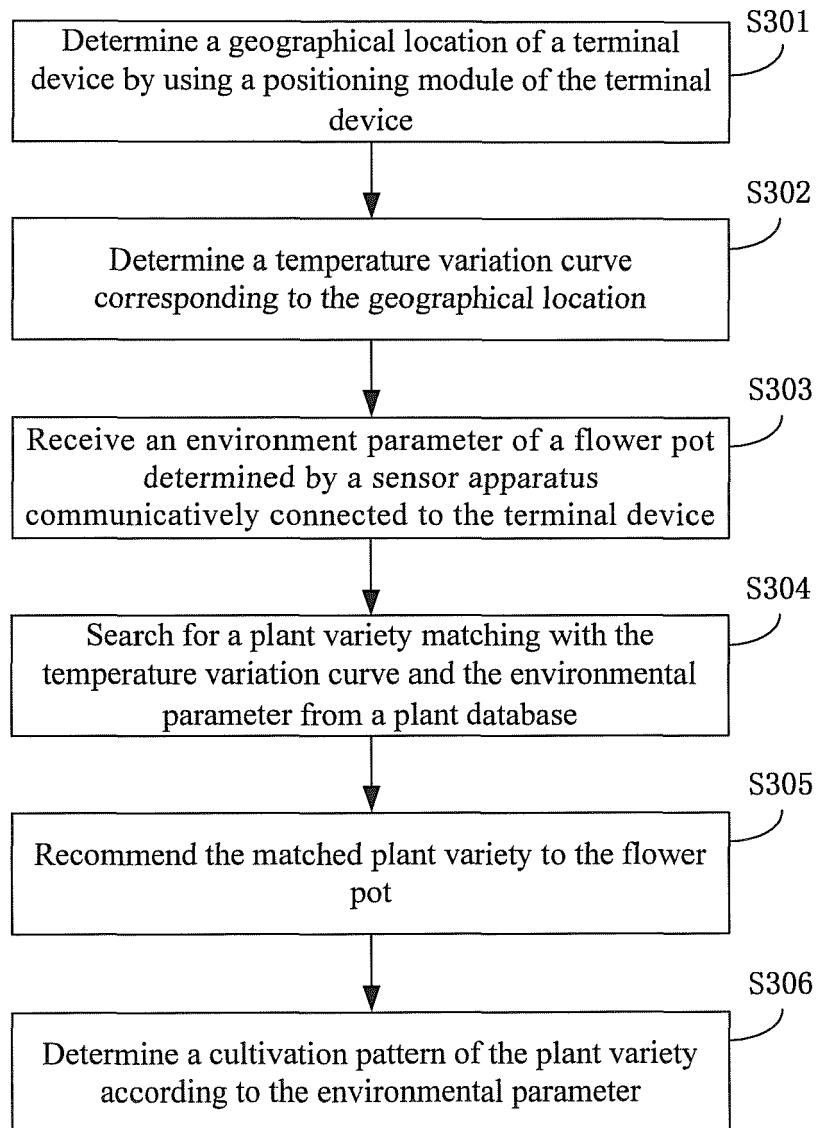 S301
Determine a geographical location of a terminal
device by using a positioning module of the terminal
device
S302
Determine a temperature variation curve
corresponding to the geographical location
S303
Receive an environment parameter of a flower pot
determined by a sensor apparatus
communicatively connected to the terminal device
S304
Search for a plant variety matching with the
temperature variation curve and the environmental
parameter from a plant database
S305
Recommend the matched plant variety to the flower
pot
S306
Determine a cultivation pattern of the plant variety
according to the environmental parameter